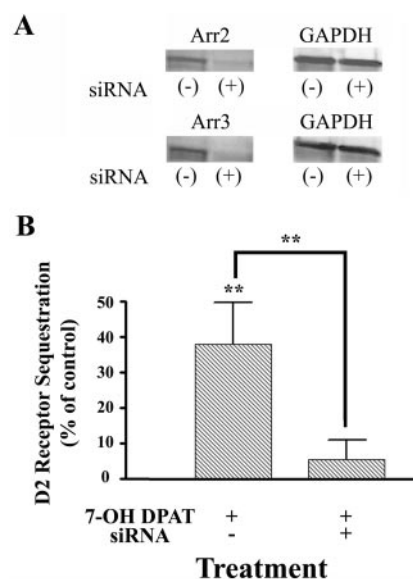 A
Arr2 GAPDH
siRNA (-) (+) (-) (+)
Arr3 GAPDH
siRNA (-) (+) (-) (+)
B
**
**
D2 Receptor Sequestration
(% of control)
50
40
30
20
10
0
7-OH DPAT + +
siRNA - +
Treatment